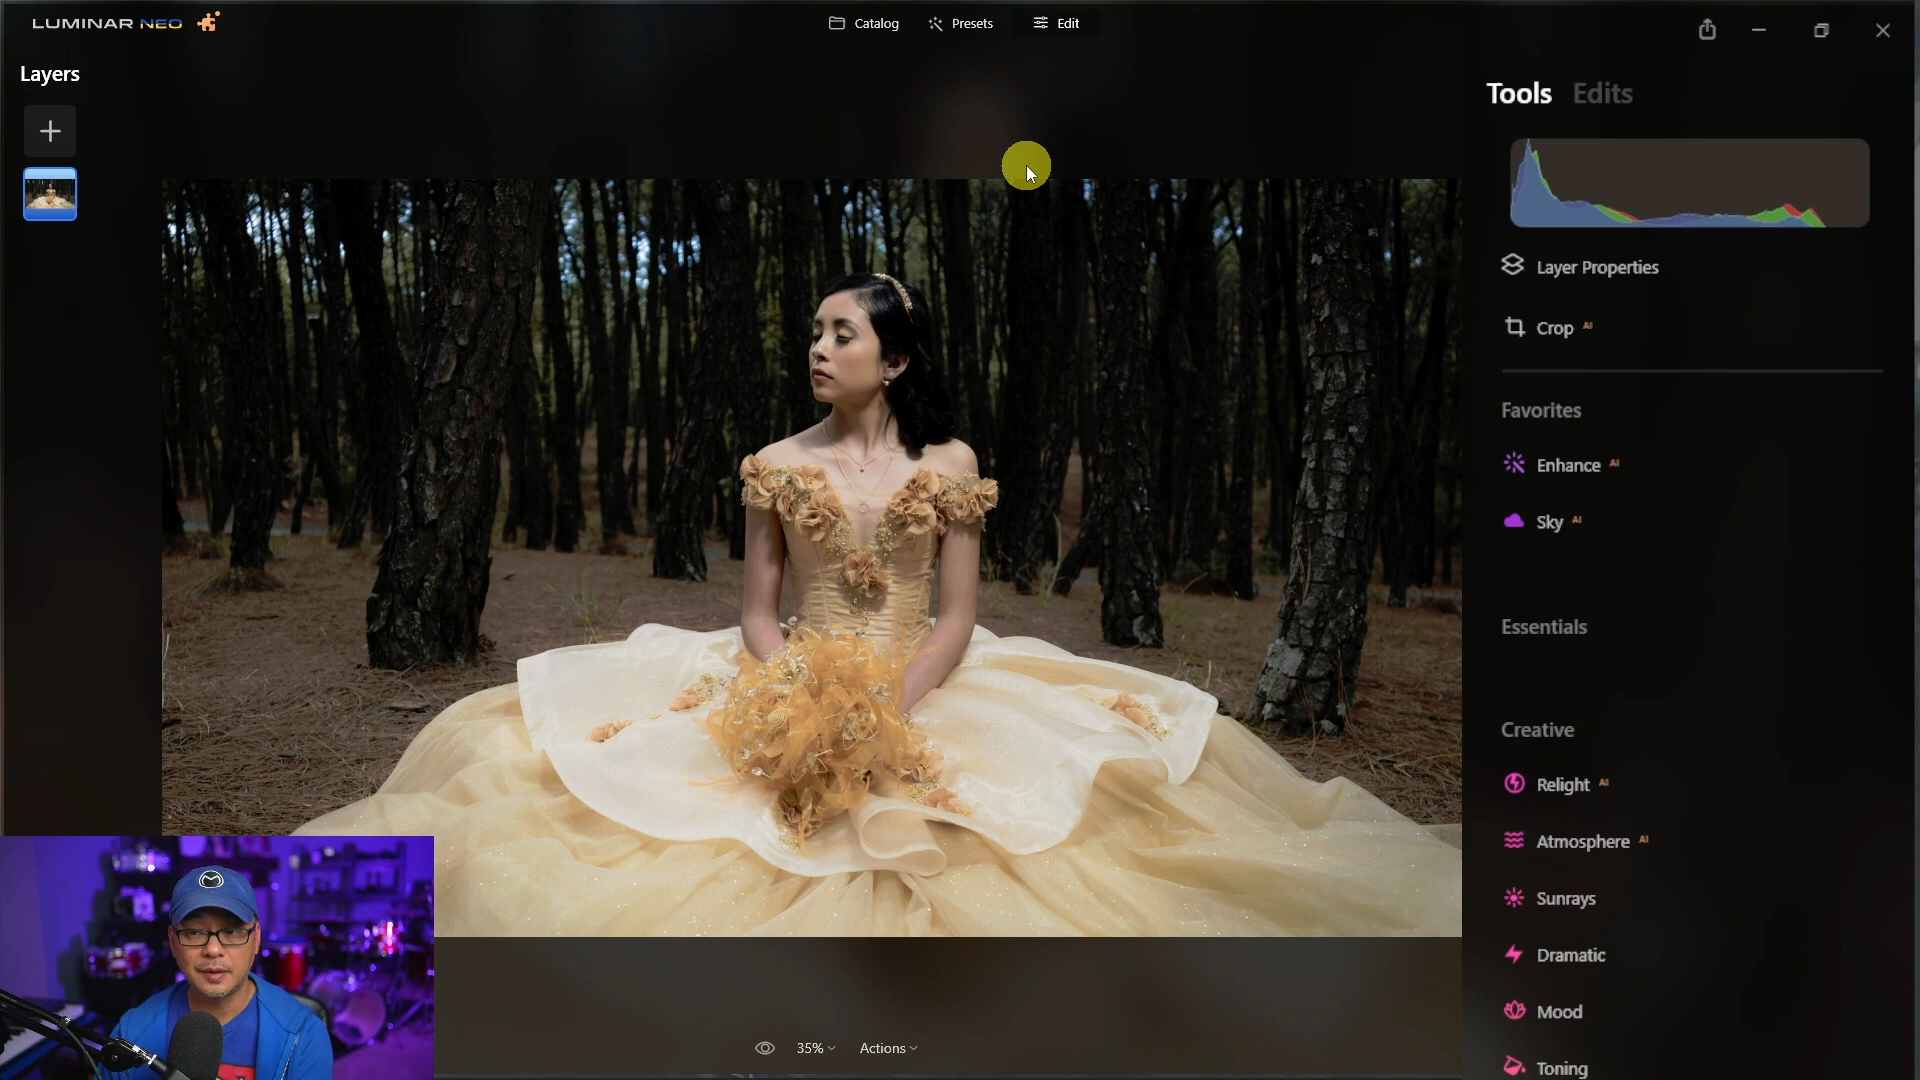 LUMINAR NEO
Catalog
Presets
Edit
Layers
Tools
Edits
Layer Properties
Crop AI
Favorites
Enhance AI
Sky AI
Essentials
Creative
Relight AI
Atmosphere AI
Sunrays
Dramatic
Mood
Toning
35%
Actions